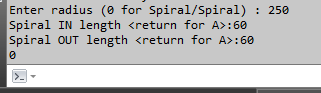 Enter radius (0 for Spiral/Spiral) : 250
Spiral IN length <return for A>:60
Spiral OUT length <return for A>:60
0